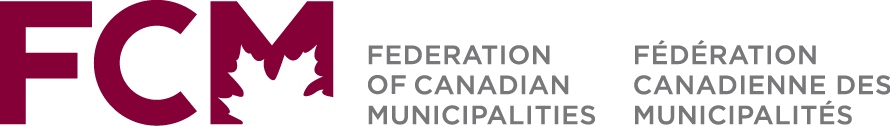 FCM
FEDERATION
OF CANADIAN
MUNICIPALITIES
FÉDÉRATION
CANADIENNE DES
MUNICIPALITÉS